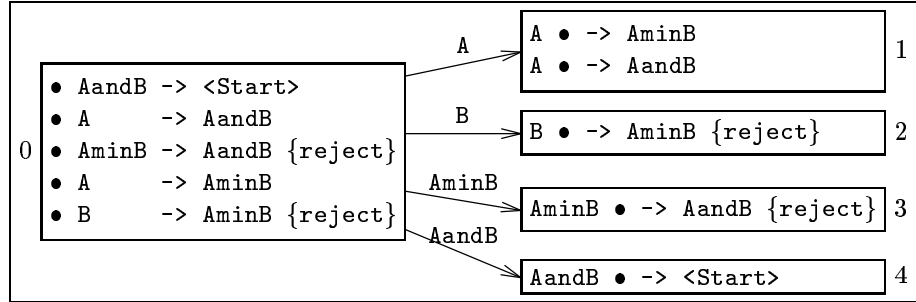 0
● AandB -> <Start>
● A -> AandB
● AminB -> AandB {reject}
● A -> AminB
● B -> AminB {reject}
A
B
AminB
AandB
A ● -> AminB
A ● -> AandB
1
B ● -> AminB {reject}
2
AminB ● -> AandB {reject}
3
AandB ● -> <Start>
4